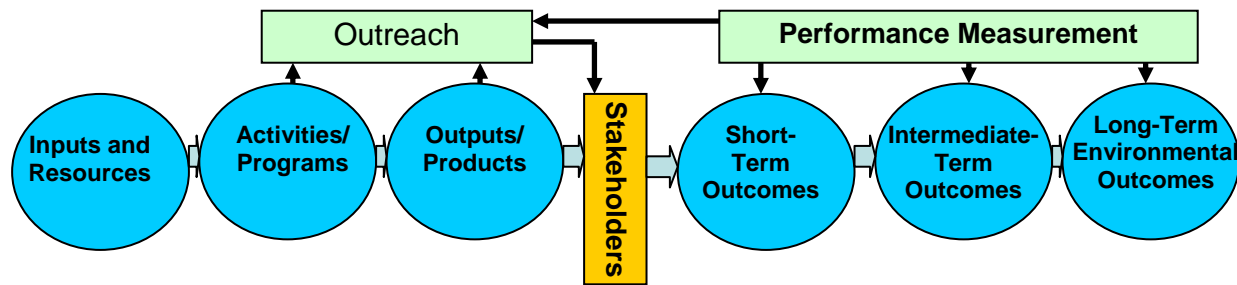 Outreach
Performance Measurement
Inputs and
Resources
Activities/
Programs
Outputs/
Products
Stakeholders
Short-
Term
Outcomes
Intermediate-
Term
Outcomes
Long-Term
Environmental
Outcomes